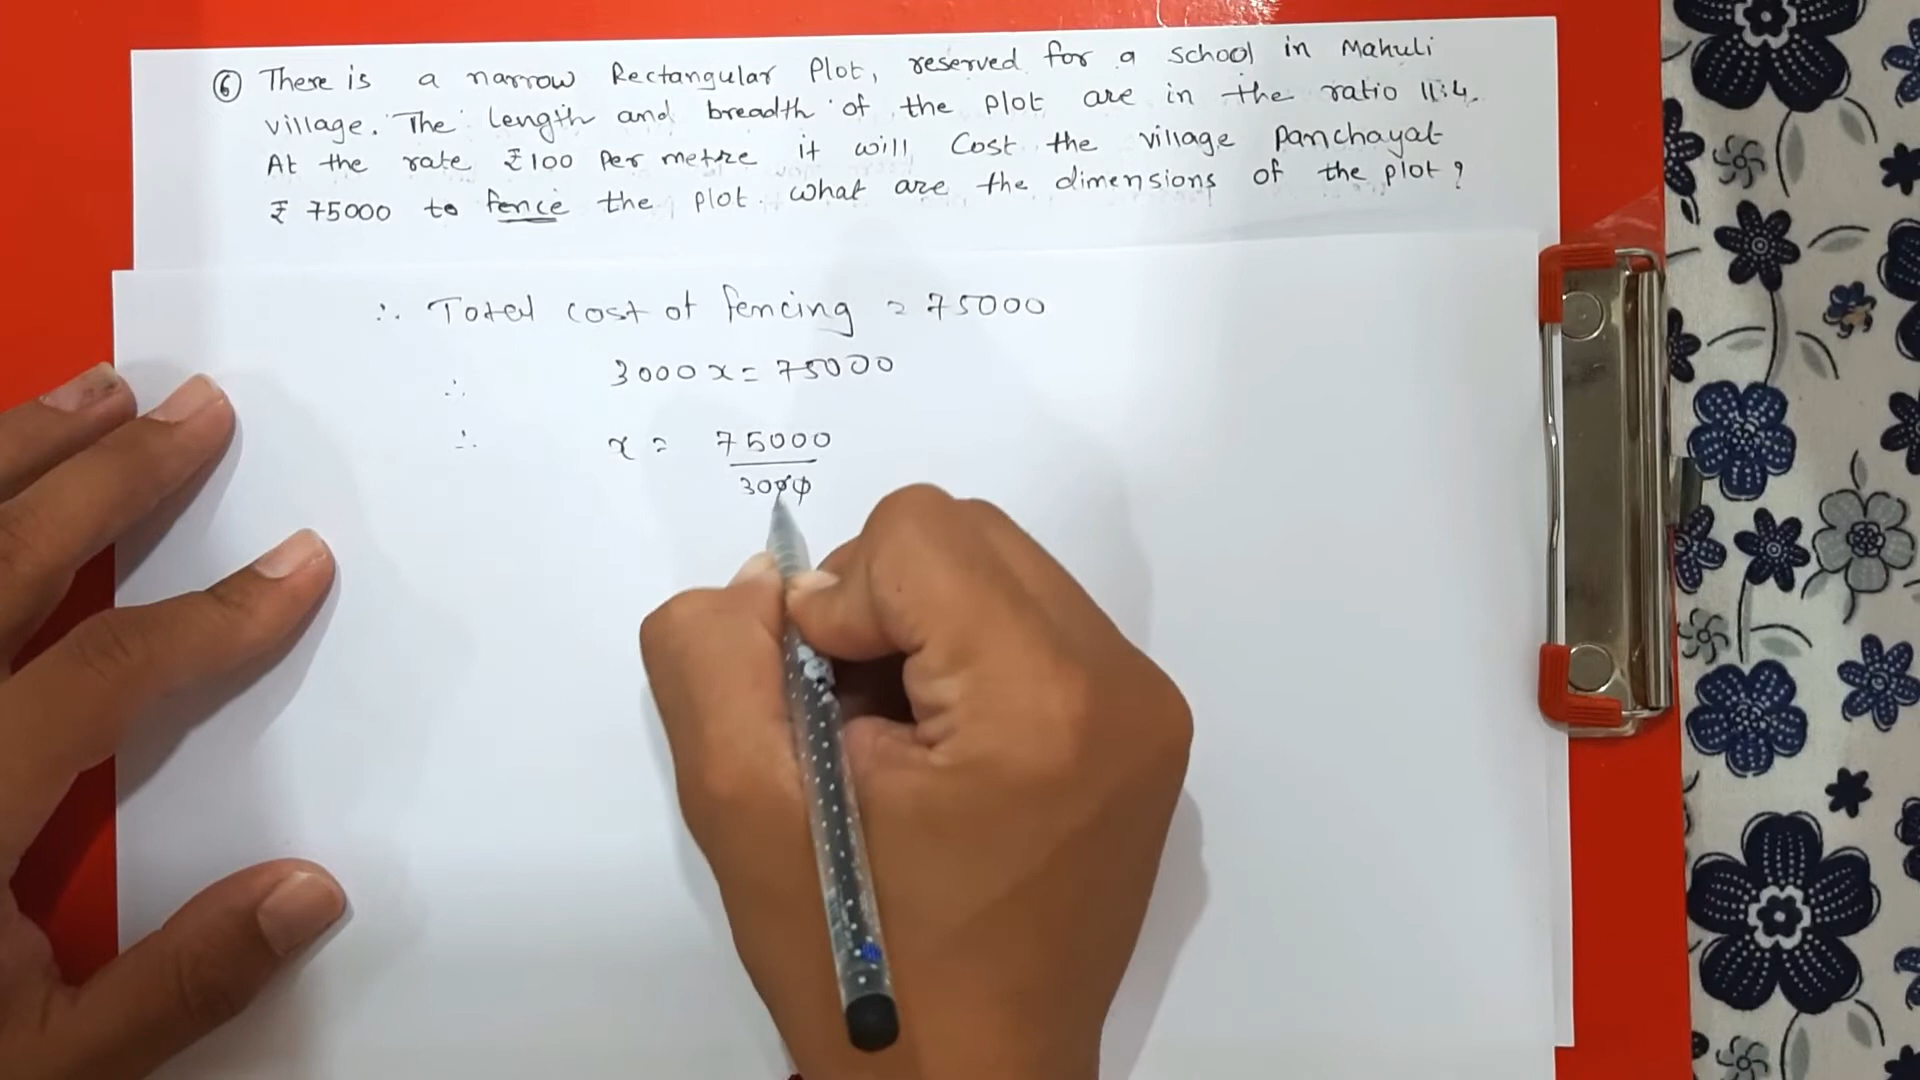 ⑥ There is a narrow Rectangular Plot, reserved for a school in Mahuli
village. The length and breadth of the plot are in the ratio 11:4.
At the rate ₹100 Per metre it will Cost the village panchayat
₹ 75000 to fence the plot. what are the dimensions of the plot?
∴ Total cost of fencing = 75000
∴ 3000x = 75000
∴ x = 75000
3000